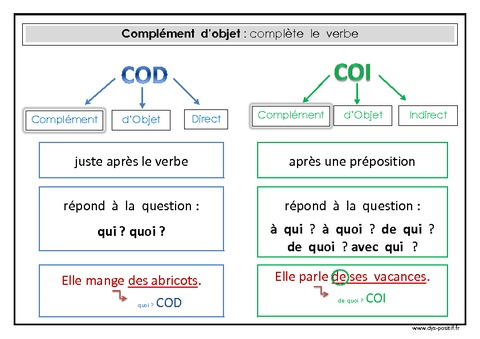 Complément d'objet : complète le verbe
COD
Complément d'Objet Direct
juste après le verbe
répond à la question :
qui ? quoi ?
Elle mange des abricots.
quoi ? COD
COI
Complément d'Objet Indirect
après une préposition
répond à la question :
à qui ? à quoi ? de qui ?
de quoi ? avec qui ?
Elle parle de ses vacances.
de quoi ? COI
www.dys-positif.fr